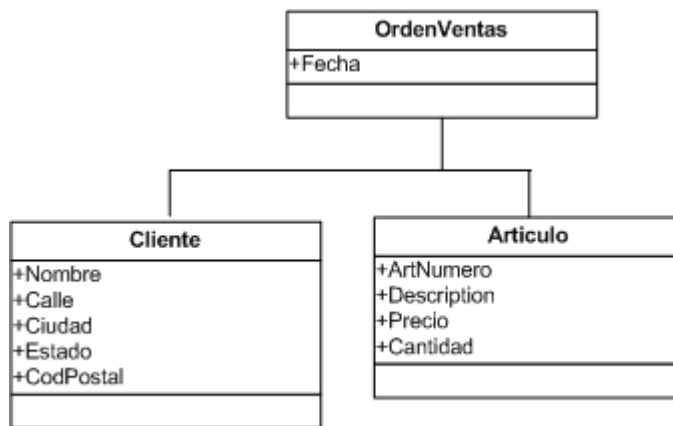 OrdenVentas
+Fecha
Cliente
+Nombre
+Calle
+Ciudad
+Estado
+CodPostal
Articulo
+ArtNumero
+Description
+Precio
+Cantidad